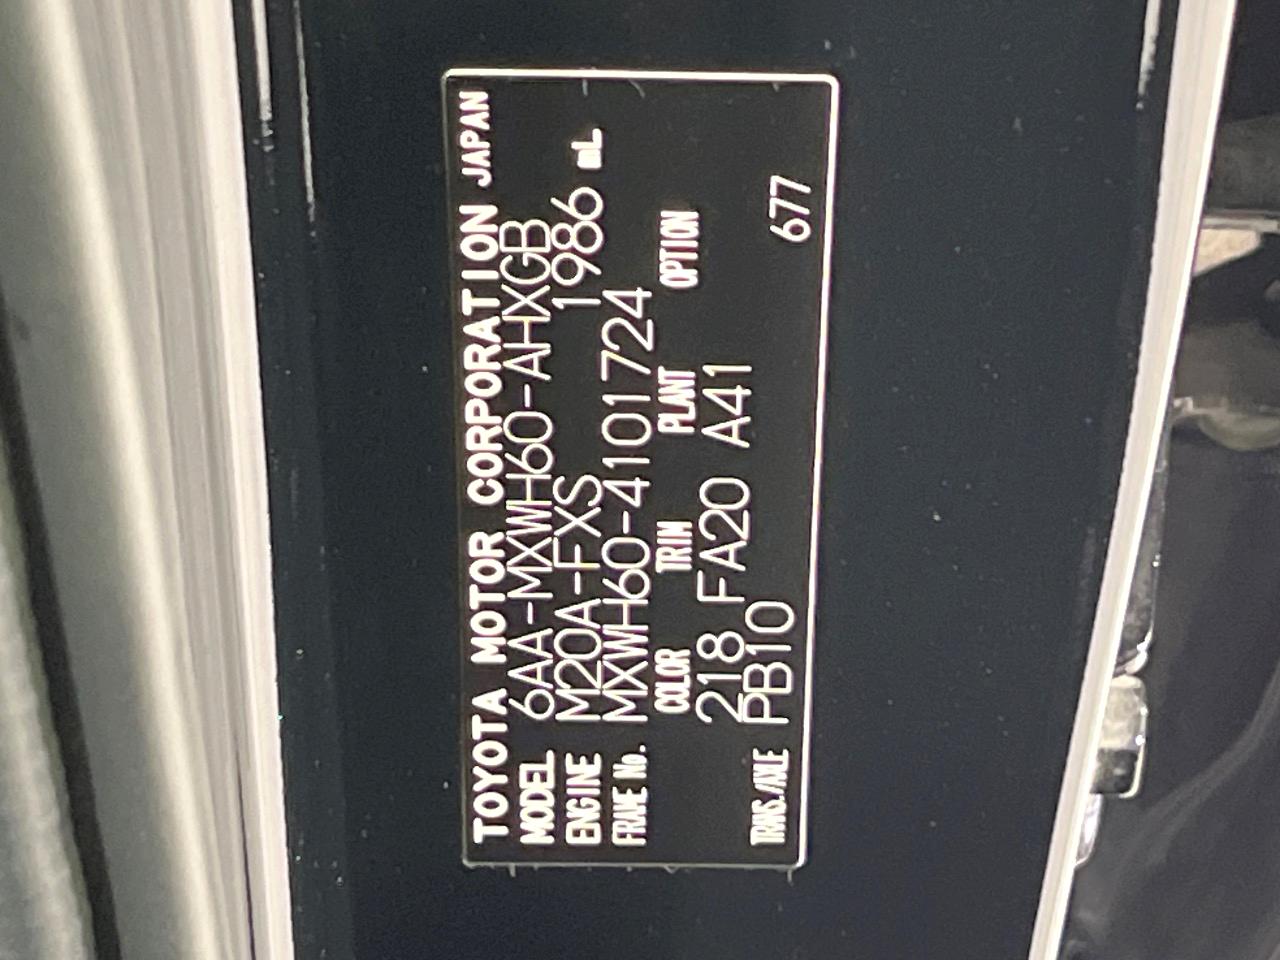 TOYOTA MOTOR CORPORATION JAPAN
MODEL 6AA-MXWH60-AHXGB
ENGINE M20A-FXS 1986 mL
FRAME No. MXWH60-4101724
COLOR TRIM PLANT OPTION
218 FA20 A41
TRANS./AXLE PB10 677